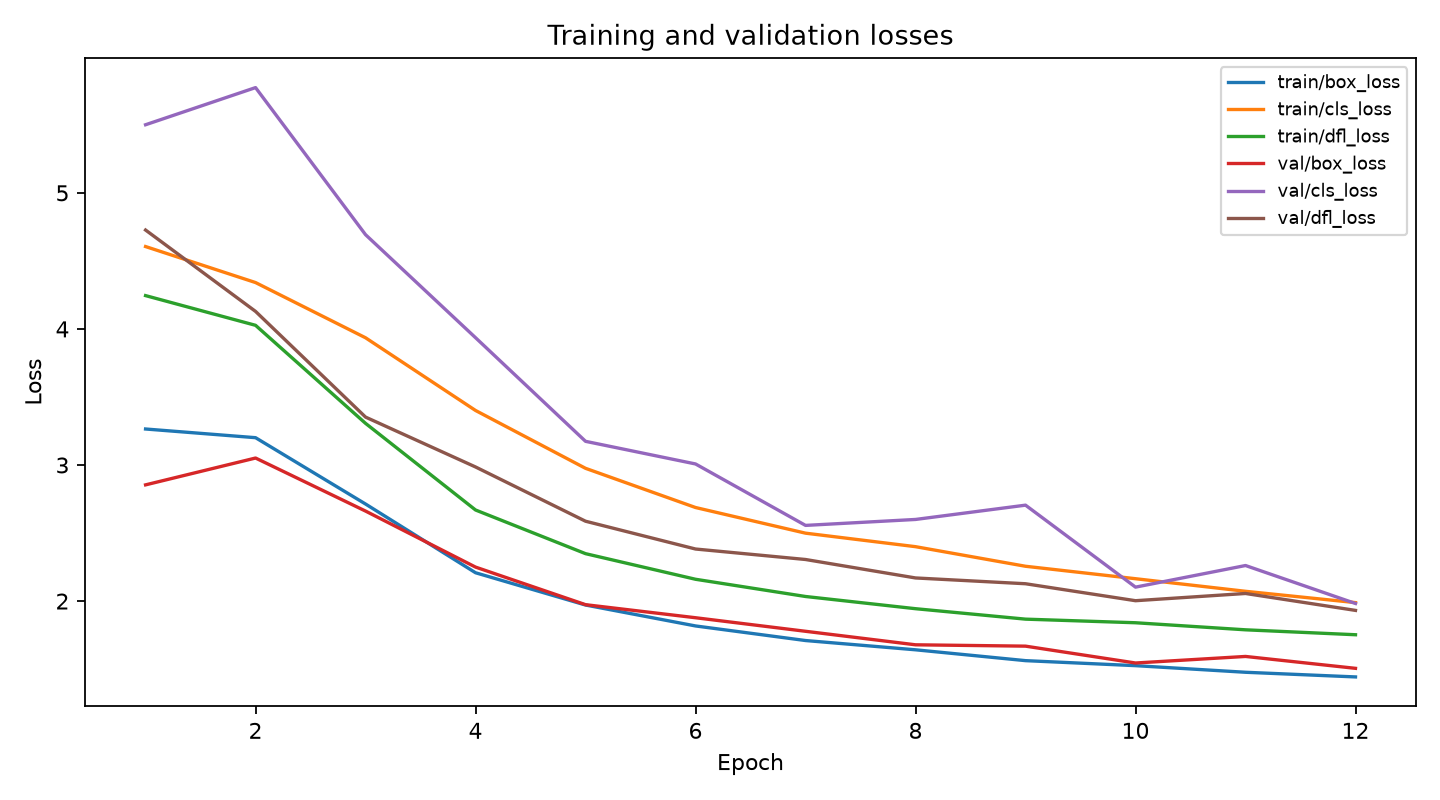 Training and validation losses
train/box_loss
train/cls_loss
train/dfl_loss
val/box_loss
val/cls_loss
val/dfl_loss
5
4
3
2
Loss
2 4 6 8 10 12
Epoch